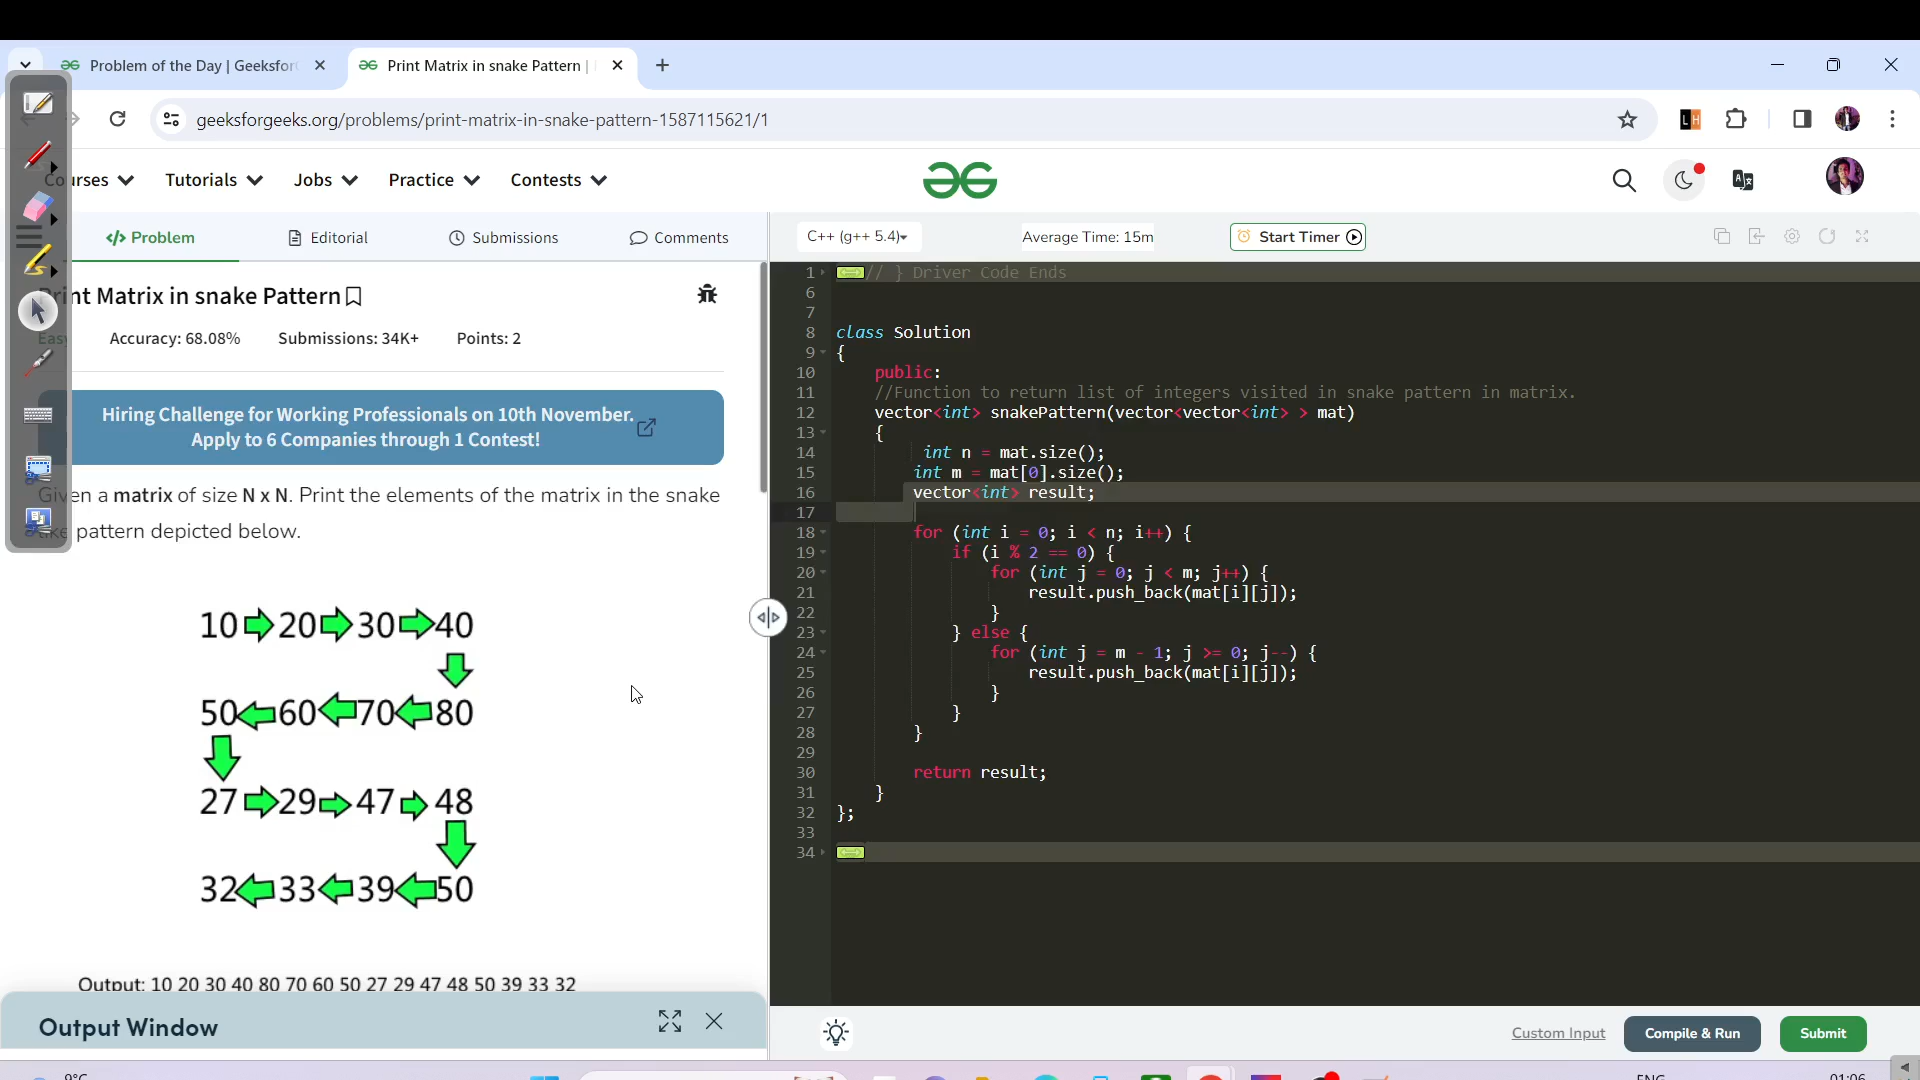 Problem of the Day | Geeksfor
Print Matrix in snake Pattern |
geeksforgeeks.org/problems/print-matrix-in-snake-pattern-1587115621/1
LH
urses
Tutorials
Jobs
Practice
Contests
</> Problem
Editorial
Submissions
Comments
C++ (g++ 5.4)
Average Time: 15m
Start Timer
int Matrix in snake Pattern
Easy
Accuracy: 68.08%
Submissions: 34K+
Points: 2
Hiring Challenge for Working Professionals on 10th November.
Apply to 6 Companies through 1 Contest!
Given a matrix of size N x N. Print the elements of the matrix in the snake
like pattern depicted below.
10 20 30 40
50 60 70 80
27 29 47 48
32 33 39 50
Output: 10 20 30 40 80 70 60 50 27 29 47 48 50 39 33 32
Output Window
1 // } Driver Code Ends
6
7
8 class Solution
9 {
10 public:
11 //Function to return list of integers visited in snake pattern in matrix.
12 vector<int> snakePattern(vector<vector<int> > mat)
13 {
14 int n = mat.size();
15 int m = mat[0].size();
16 vector<int> result;
17
18 for (int i = 0; i < n; i++) {
19 if (i % 2 == 0) {
20 for (int j = 0; j < m; j++) {
21 result.push_back(mat[i][j]);
22 }
23 } else {
24 for (int j = m - 1; j >= 0; j--) {
25 result.push_back(mat[i][j]);
26 }
27 }
28 }
29
30 return result;
31 }
32 };
33
34
Custom Input
Compile & Run
Submit
9°C
ENG
01:06